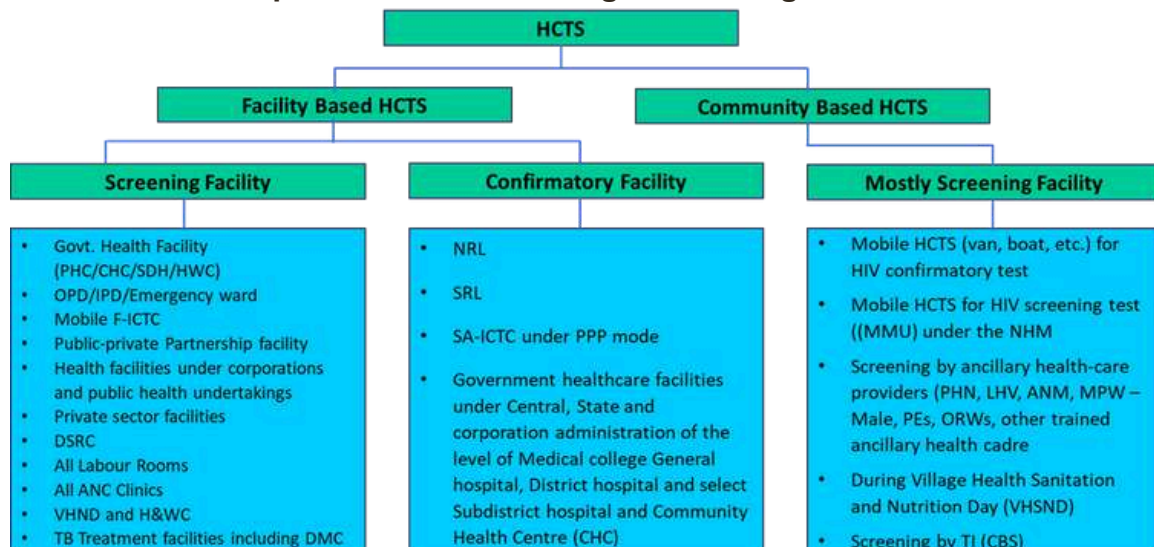 HCTS
Facility Based HCTS
Community Based HCTS
Screening Facility
Confirmatory Facility
Mostly Screening Facility
• Govt. Health Facility
(PHC/CHC/SDH/HWC)
• OPD/IPD/Emergency ward
• Mobile F-ICTC
• Public-private Partnership facility
• Health facilities under corporations
and public health undertakings
• Private sector facilities
• DSRC
• All Labour Rooms
• All ANC Clinics
• VHND and H&WC
• TB Treatment facilities including DMC
• NRL
• SRL
• SA-ICTC under PPP mode
• Government healthcare facilities
under Central, State and
corporation administration of the
level of Medical college General
hospital, District hospital and select
Subdistrict hospital and Community
Health Centre (CHC)
• Mobile HCTS (van, boat, etc.) for
HIV confirmatory test
• Mobile HCTS for HIV screening test
((MMU) under the NHM
• Screening by ancillary health-care
providers (PHN, LHV, ANM, MPW –
Male, PEs, ORWs, other trained
ancillary health cadre
• During Village Health Sanitation
and Nutrition Day (VHSND)
• Screening by TI (CBS)